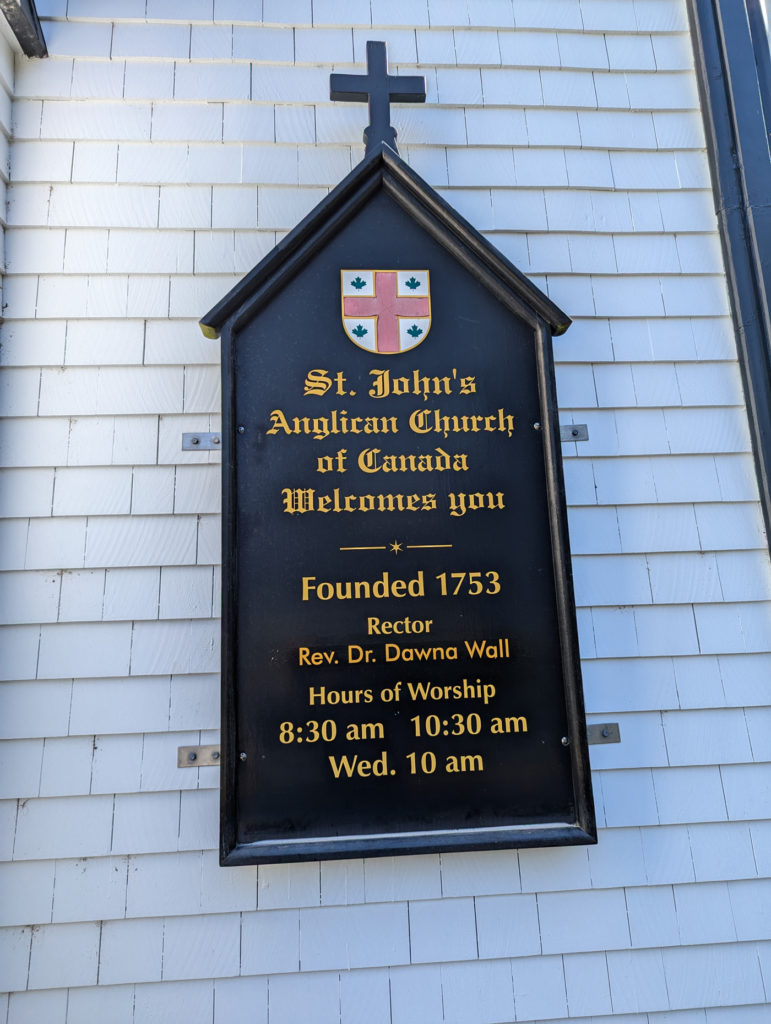 St. John's
Anglican Church
of Canada
Welcomes you
Founded 1753
Rector
Rev. Dr. Dawna Wall
Hours of Worship
8:30 am 10:30 am
Wed. 10 am